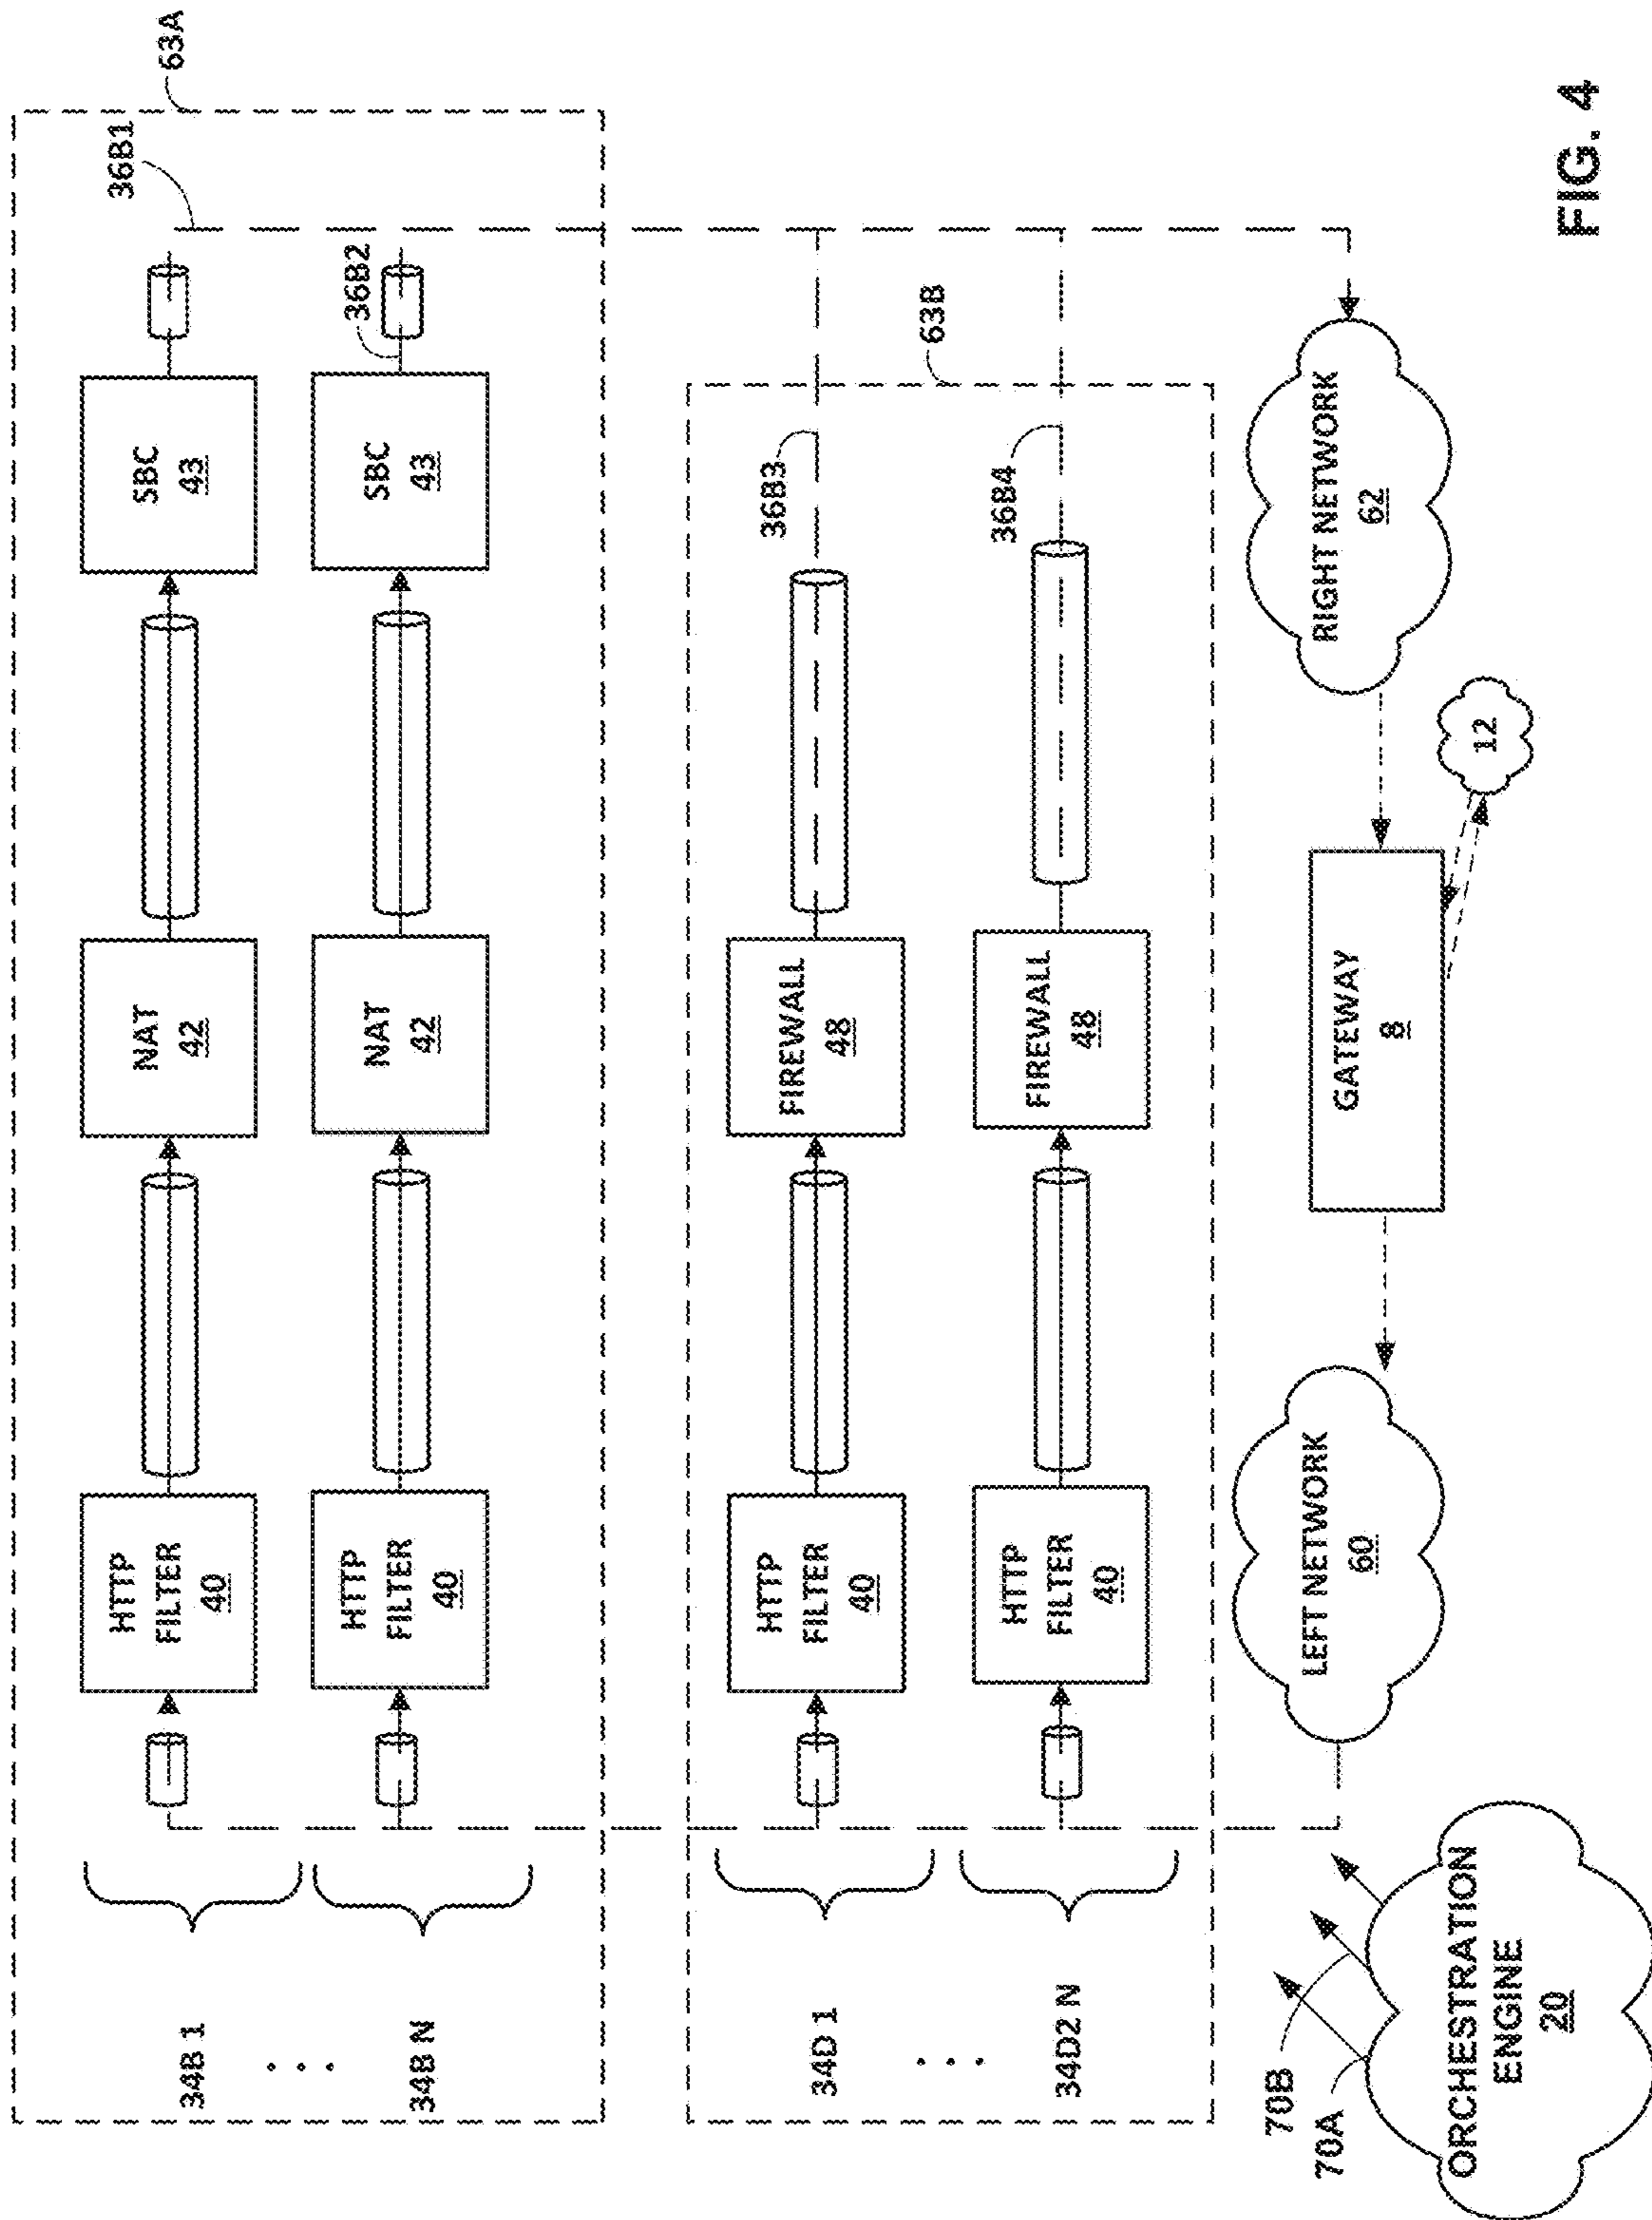 63A
36B1
34B 1
HTTP
FILTER
40
NAT
42
SBC
43
36B2
34B N
HTTP
FILTER
40
NAT
42
SBC
43
63B
36B3
34D 1
HTTP
FILTER
40
FIREWALL
48
36B4
34D2 N
HTTP
FILTER
40
FIREWALL
48
70B
70A
ORCHESTRATION
ENGINE
20
LEFT NETWORK
60
GATEWAY
8
12
RIGHT NETWORK
62
FIG. 4